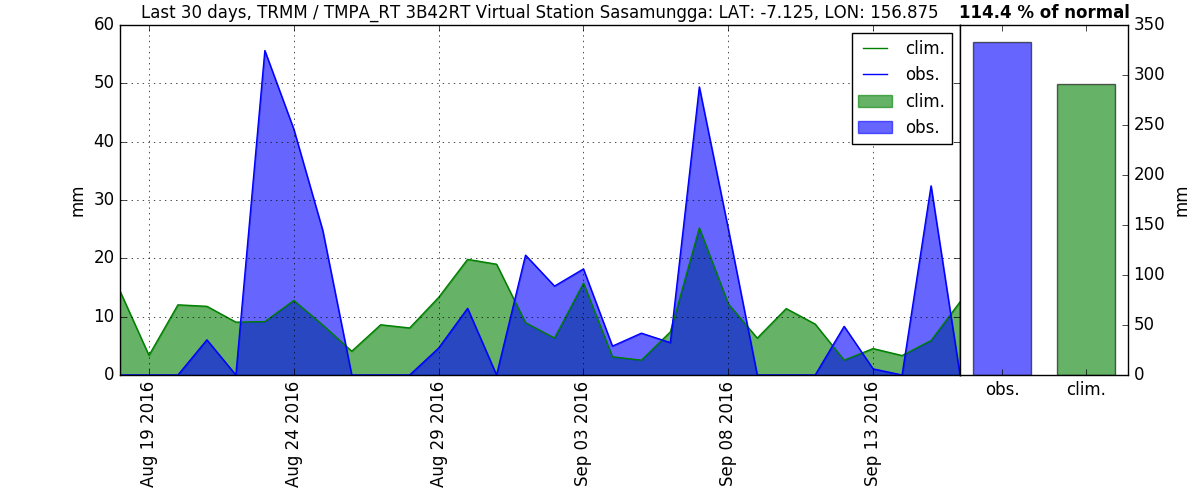 Last 30 days, TRMM / TMPA_RT 3B42RT Virtual Station Sasamungga: LAT: -7.125, LON: 156.875
114.4 % of normal
60
50
40
30
20
10
0
mm
clim.
obs.
clim.
obs.
350
300
250
200
150
100
50
0
mm
Aug 19 2016
Aug 24 2016
Aug 29 2016
Sep 03 2016
Sep 08 2016
Sep 13 2016
obs.
clim.